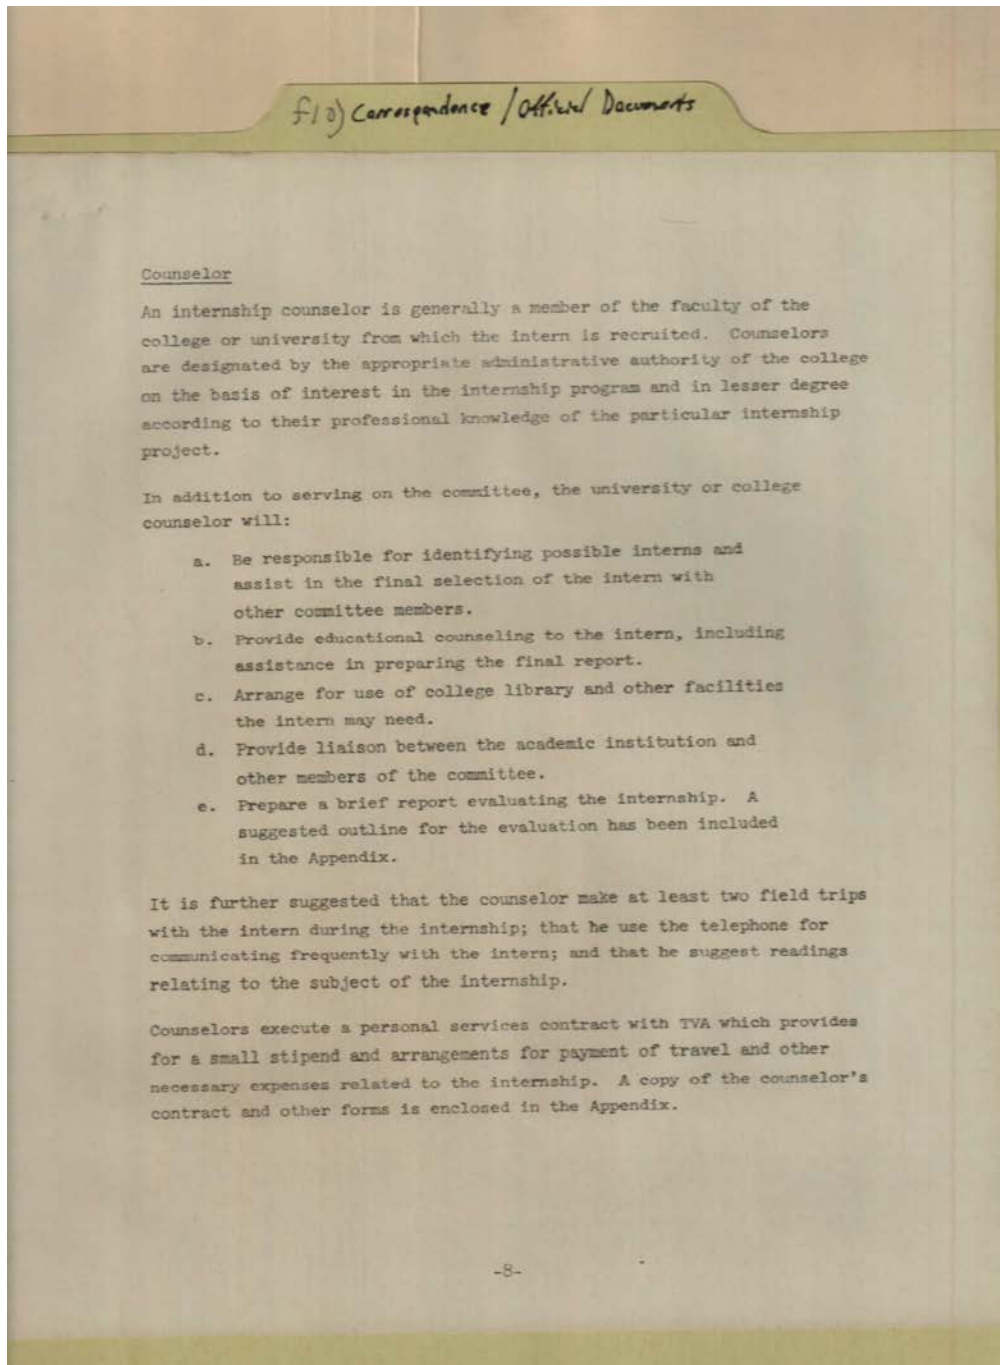 f10) Correspondence / Official Documents
Counselor
An internship counselor is generally a member of the faculty of the
college or university from which the intern is recruited. Counselors
are designated by the appropriate administrative authority of the college
on the basis of interest in the internship program and in lesser degree
according to their professional knowledge of the particular internship
project.
In addition to serving on the committee, the university or college
counselor will:
a. Be responsible for identifying possible interns and
assist in the final selection of the intern with
other committee members.
b. Provide educational counseling to the intern, including
assistance in preparing the final report.
c. Arrange for use of college library and other facilities
the intern may need.
d. Provide liaison between the academic institution and
other members of the committee.
e. Prepare a brief report evaluating the internship. A
suggested outline for the evaluation has been included
in the Appendix.
It is further suggested that the counselor make at least two field trips
with the intern during the internship; that he use the telephone for
communicating frequently with the intern; and that he suggest readings
relating to the subject of the internship.
Counselors execute a personal services contract with TVA which provides
for a small stipend and arrangements for payment of travel and other
necessary expenses related to the internship. A copy of the counselor's
contract and other forms is enclosed in the Appendix.
-8-